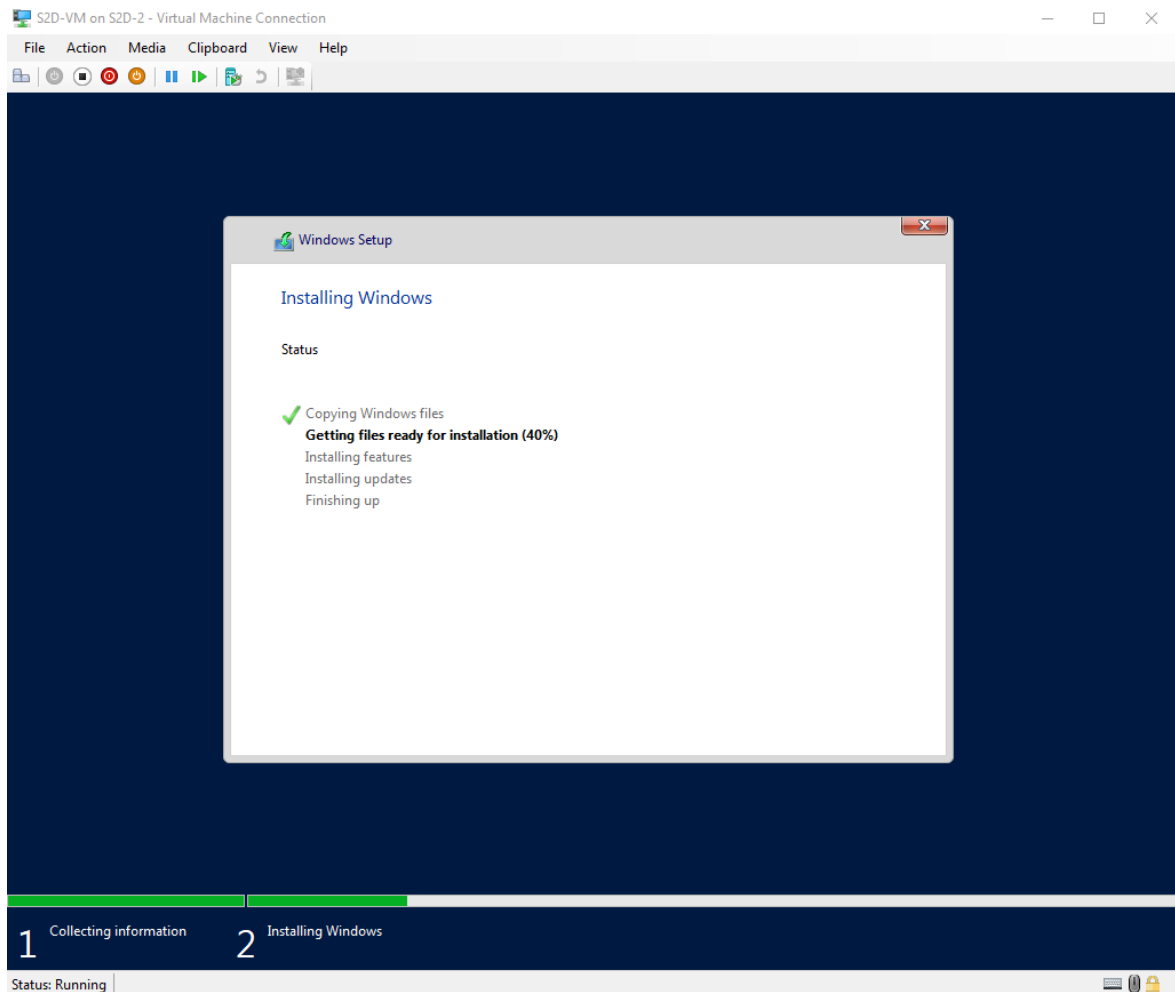 S2D-VM on S2D-2 - Virtual Machine Connection
File Action Media Clipboard View Help
Windows Setup
Installing Windows
Status
Copying Windows files
Getting files ready for installation (40%)
Installing features
Installing updates
Finishing up
1 Collecting information 2 Installing Windows
Status: Running